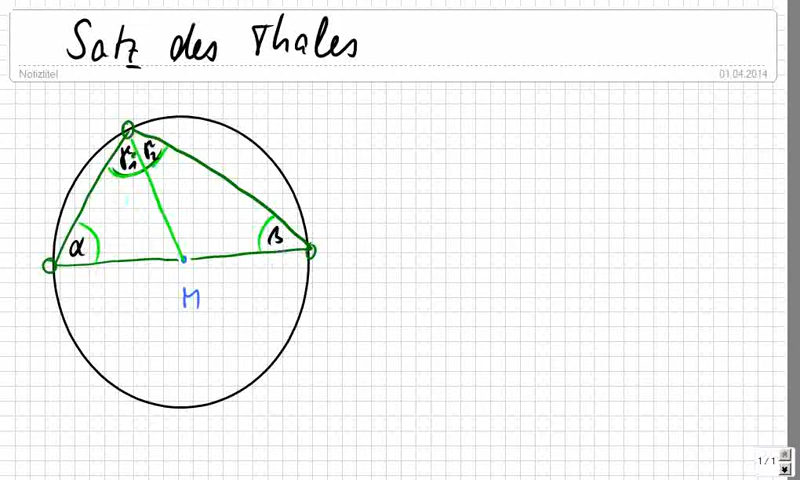 Satz des Thales
Notiztitel
01.04.2014
γ₁ γ₂
α
β
M
1 / 1